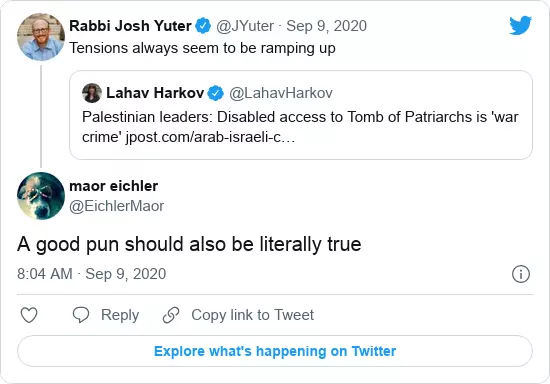 Rabbi Josh Yuter @JYuter · Sep 9, 2020
Tensions always seem to be ramping up
Lahav Harkov @LahavHarkov
Palestinian leaders: Disabled access to Tomb of Patriarchs is 'war
crime' jpost.com/arab-israeli-c…
maor eichler
@EichlerMaor
A good pun should also be literally true
8:04 AM · Sep 9, 2020
Reply
Copy link to Tweet
Explore what's happening on Twitter